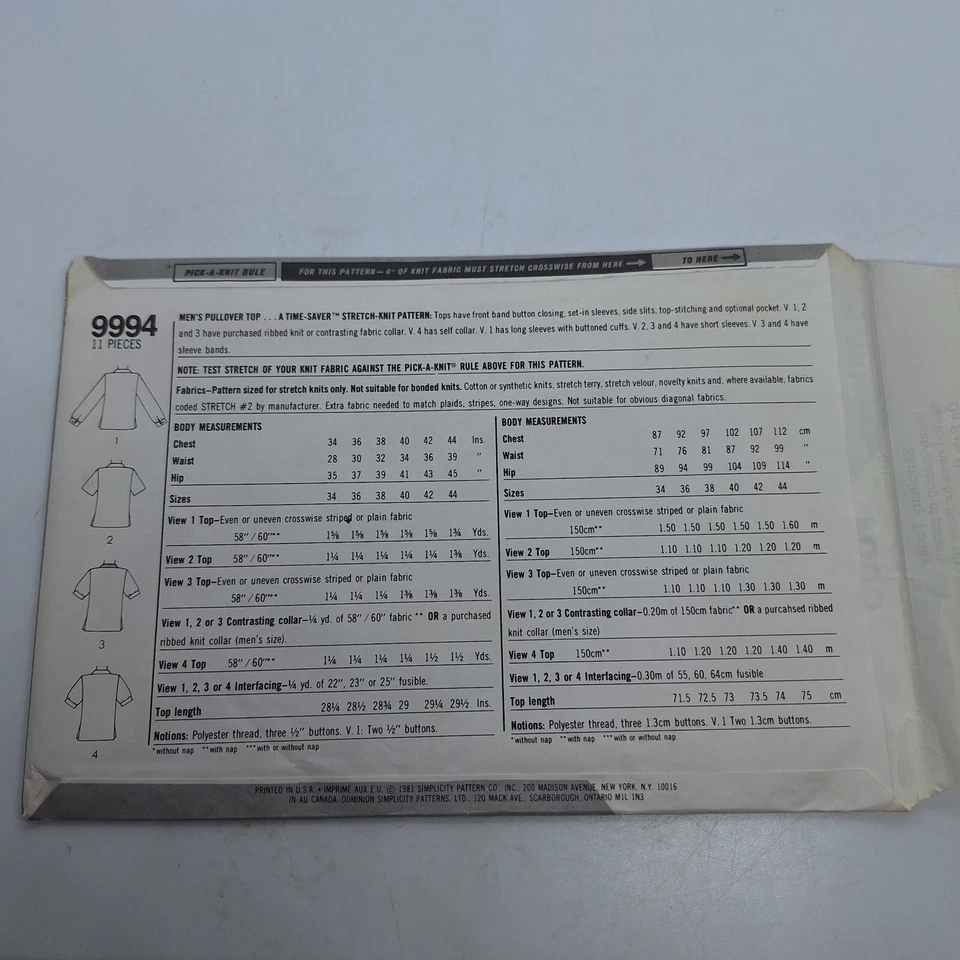 PICK-A-KNIT RULE FOR THIS PATTERN—4" OF KNIT FABRIC MUST STRETCH CROSSWISE FROM HERE → TO HERE →
9994
11 PIECES
MEN'S PULLOVER TOP . . . A TIME-SAVER™ STRETCH-KNIT PATTERN: Tops have front band button closing, set-in sleeves, side slits, top-stitching and optional pocket. V. 1, 2
and 3 have purchased ribbed knit or contrasting fabric collar. V. 4 has self collar. V. 1 has long sleeves with buttoned cuffs. V. 2, 3 and 4 have short sleeves. V. 3 and 4 have
sleeve bands.
NOTE: TEST STRETCH OF YOUR KNIT FABRIC AGAINST THE PICK-A-KNIT® RULE ABOVE FOR THIS PATTERN.
Fabrics—Pattern sized for stretch knits only. Not suitable for bonded knits. Cotton or synthetic knits, stretch terry, stretch velour, novelty knits and, where available, fabrics
coded STRETCH #2 by manufacturer. Extra fabric needed to match plaids, stripes, one-way designs. Not suitable for obvious diagonal fabrics.
1
2
3
4
BODY MEASUREMENTS
Chest 34 36 38 40 42 44 Ins.
Waist 28 30 32 34 36 39 "
Hip 35 37 39 41 43 45 "
Sizes 34 36 38 40 42 44
View 1 Top—Even or uneven crosswise striped or plain fabric
58"/60"** 1⅝ 1⅝ 1⅝ 1⅝ 1⅝ 1¾ Yds.
View 2 Top 58"/60"** 1¼ 1¼ 1¼ 1¼ 1¼ 1⅜ Yds.
View 3 Top—Even or uneven crosswise striped or plain fabric
58"/60"** 1¼ 1¼ 1¼ 1⅜ 1⅜ 1⅜ Yds.
View 1, 2 or 3 Contrasting collar—¼ yd. of 58"/60" fabric ** OR a purchased
ribbed knit collar (men's size).
View 4 Top 58"/60"** 1¼ 1¼ 1¼ 1¼ 1½ 1½ Yds.
View 1, 2, 3 or 4 Interfacing—¼ yd. of 22", 23" or 25" fusible.
Top length 28¼ 28½ 28¾ 29 29¼ 29½ Ins.
Notions: Polyester thread, three ½" buttons. V. 1: Two ½" buttons.
*without nap **with nap ***with or without nap
BODY MEASUREMENTS
Chest 87 92 97 102 107 112 cm
Waist 71 76 81 87 92 99 "
Hip 89 94 99 104 109 114 "
Sizes 34 36 38 40 42 44
View 1 Top—Even or uneven crosswise striped or plain fabric
150cm** 1.50 1.50 1.50 1.50 1.50 1.60 m
View 2 Top 150cm** 1.10 1.10 1.10 1.20 1.20 1.20 m
View 3 Top—Even or uneven crosswise striped or plain fabric
150cm** 1.10 1.10 1.10 1.30 1.30 1.30 m
View 1, 2 or 3 Contrasting collar—0.20m of 150cm fabric** OR a purcahsed ribbed
knit collar (men's size)
View 4 Top 150cm** 1.10 1.20 1.20 1.20 1.40 1.40 m
View 1, 2, 3 or 4 Interfacing—0.30m of 55, 60, 64cm fusible
Top length 71.5 72.5 73 73.5 74 75 cm
Notions: Polyester thread, three 1.3cm buttons. V. 1 Two 1.3cm buttons.
*without nap **with nap ***with or without nap
PRINTED IN U.S.A. • IMPRIME AUX E.U. © 1981 SIMPLICITY PATTERN CO., INC., 200 MADISON AVENUE, NEW YORK, N.Y. 10016
IN AU CANADA, DOMINION SIMPLICITY PATTERNS, LTD., 120 MACK AVE., SCARBOROUGH, ONTARIO M1L 1N3